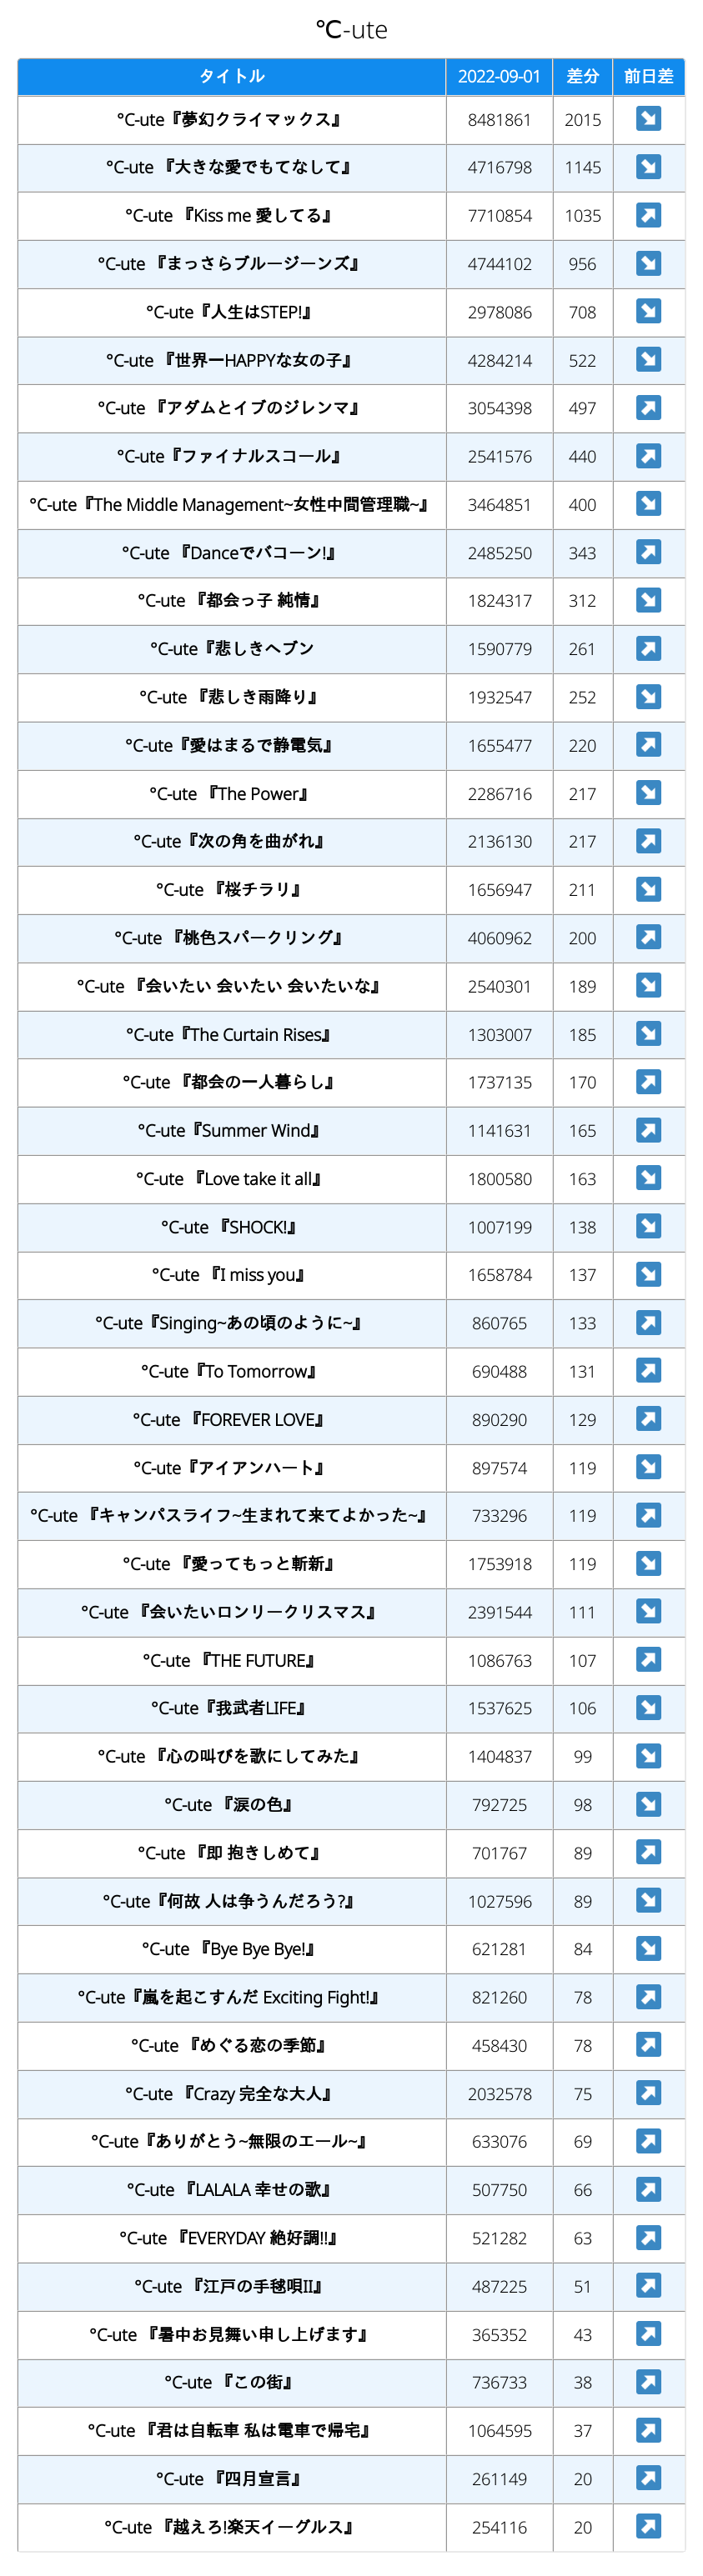 ℃-ute
タイトル 2022-09-01 差分 前日差
°C-ute『夢幻クライマックス』 8481861 2015 ↘
°C-ute 『大きな愛でもてなして』 4716798 1145 ↘
°C-ute 『Kiss me 愛してる』 7710854 1035 ↗
°C-ute 『まっさらブルージーンズ』 4744102 956 ↘
°C-ute『人生はSTEP!』 2978086 708 ↘
°C-ute 『世界一HAPPYな女の子』 4284214 522 ↘
°C-ute 『アダムとイブのジレンマ』 3054398 497 ↗
°C-ute『ファイナルスコール』 2541576 440 ↗
°C-ute『The Middle Management~女性中間管理職~』 3464851 400 ↘
°C-ute 『Danceでバコーン!』 2485250 343 ↗
°C-ute 『都会っ子 純情』 1824317 312 ↘
°C-ute『悲しきヘブン 1590779 261 ↗
°C-ute 『悲しき雨降り』 1932547 252 ↘
°C-ute『愛はまるで静電気』 1655477 220 ↗
°C-ute 『The Power』 2286716 217 ↘
°C-ute『次の角を曲がれ』 2136130 217 ↗
°C-ute 『桜チラリ』 1656947 211 ↘
°C-ute 『桃色スパークリング』 4060962 200 ↗
°C-ute 『会いたい 会いたい 会いたいな』 2540301 189 ↘
°C-ute『The Curtain Rises』 1303007 185 ↘
°C-ute 『都会の一人暮らし』 1737135 170 ↗
°C-ute『Summer Wind』 1141631 165 ↗
°C-ute 『Love take it all』 1800580 163 ↘
°C-ute 『SHOCK!』 1007199 138 ↘
°C-ute 『I miss you』 1658784 137 ↘
°C-ute『Singing~あの頃のように~』 860765 133 ↗
°C-ute『To Tomorrow』 690488 131 ↗
°C-ute 『FOREVER LOVE』 890290 129 ↗
°C-ute『アイアンハート』 897574 119 ↘
°C-ute 『キャンパスライフ~生まれて来てよかった~』 733296 119 ↗
°C-ute 『愛ってもっと斬新』 1753918 119 ↘
°C-ute 『会いたいロンリークリスマス』 2391544 111 ↘
°C-ute 『THE FUTURE』 1086763 107 ↗
°C-ute『我武者LIFE』 1537625 106 ↘
°C-ute 『心の叫びを歌にしてみた』 1404837 99 ↘
°C-ute 『涙の色』 792725 98 ↘
°C-ute 『即 抱きしめて』 701767 89 ↗
°C-ute『何故 人は争うんだろう?』 1027596 89 ↘
°C-ute 『Bye Bye Bye!』 621281 84 ↘
°C-ute『嵐を起こすんだ Exciting Fight!』 821260 78 ↗
°C-ute 『めぐる恋の季節』 458430 78 ↗
°C-ute 『Crazy 完全な大人』 2032578 75 ↗
°C-ute『ありがとう~無限のエール~』 633076 69 ↗
°C-ute 『LALALA 幸せの歌』 507750 66 ↗
°C-ute 『EVERYDAY 絶好調!!』 521282 63 ↗
°C-ute 『江戸の手毬唄II』 487225 51 ↗
°C-ute 『暑中お見舞い申し上げます』 365352 43 ↗
°C-ute 『この街』 736733 38 ↗
°C-ute 『君は自転車 私は電車で帰宅』 1064595 37 ↗
°C-ute 『四月宣言』 261149 20 ↗
°C-ute 『越えろ!楽天イーグルス』 254116 20 ↗